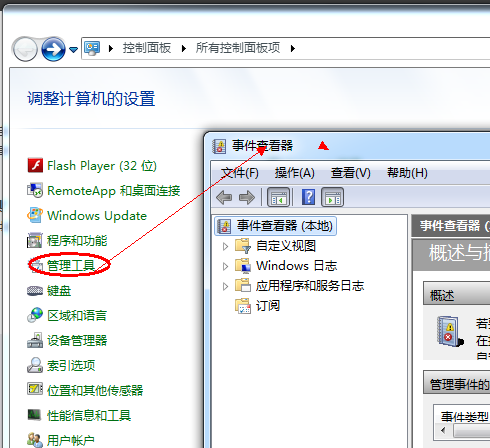 控制面板 所有控制面板项
调整计算机的设置
Flash Player (32 位)
RemoteApp 和桌面连接
Windows Update
程序和功能
管理工具
键盘
区域和语言
设备管理器
索引选项
位置和其他传感器
性能信息和工具
用户帐户
事件查看器
文件(F) 操作(A) 查看(V) 帮助(H)
事件查看器 (本地)
自定义视图
Windows 日志
应用程序和服务日志
订阅
事件查看器 (
概述与
概述
若
在
管理事件的
事件类型